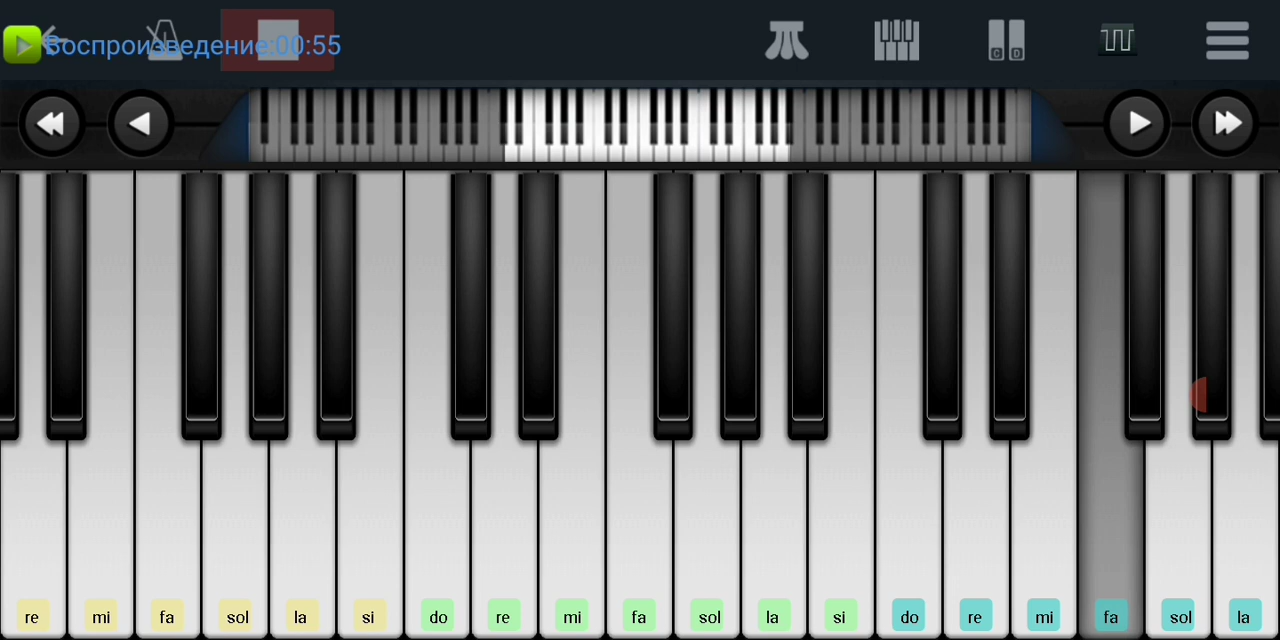 Воспроизведение:00:55
C D
re mi fa sol la si do re mi fa sol la si do re mi fa sol la